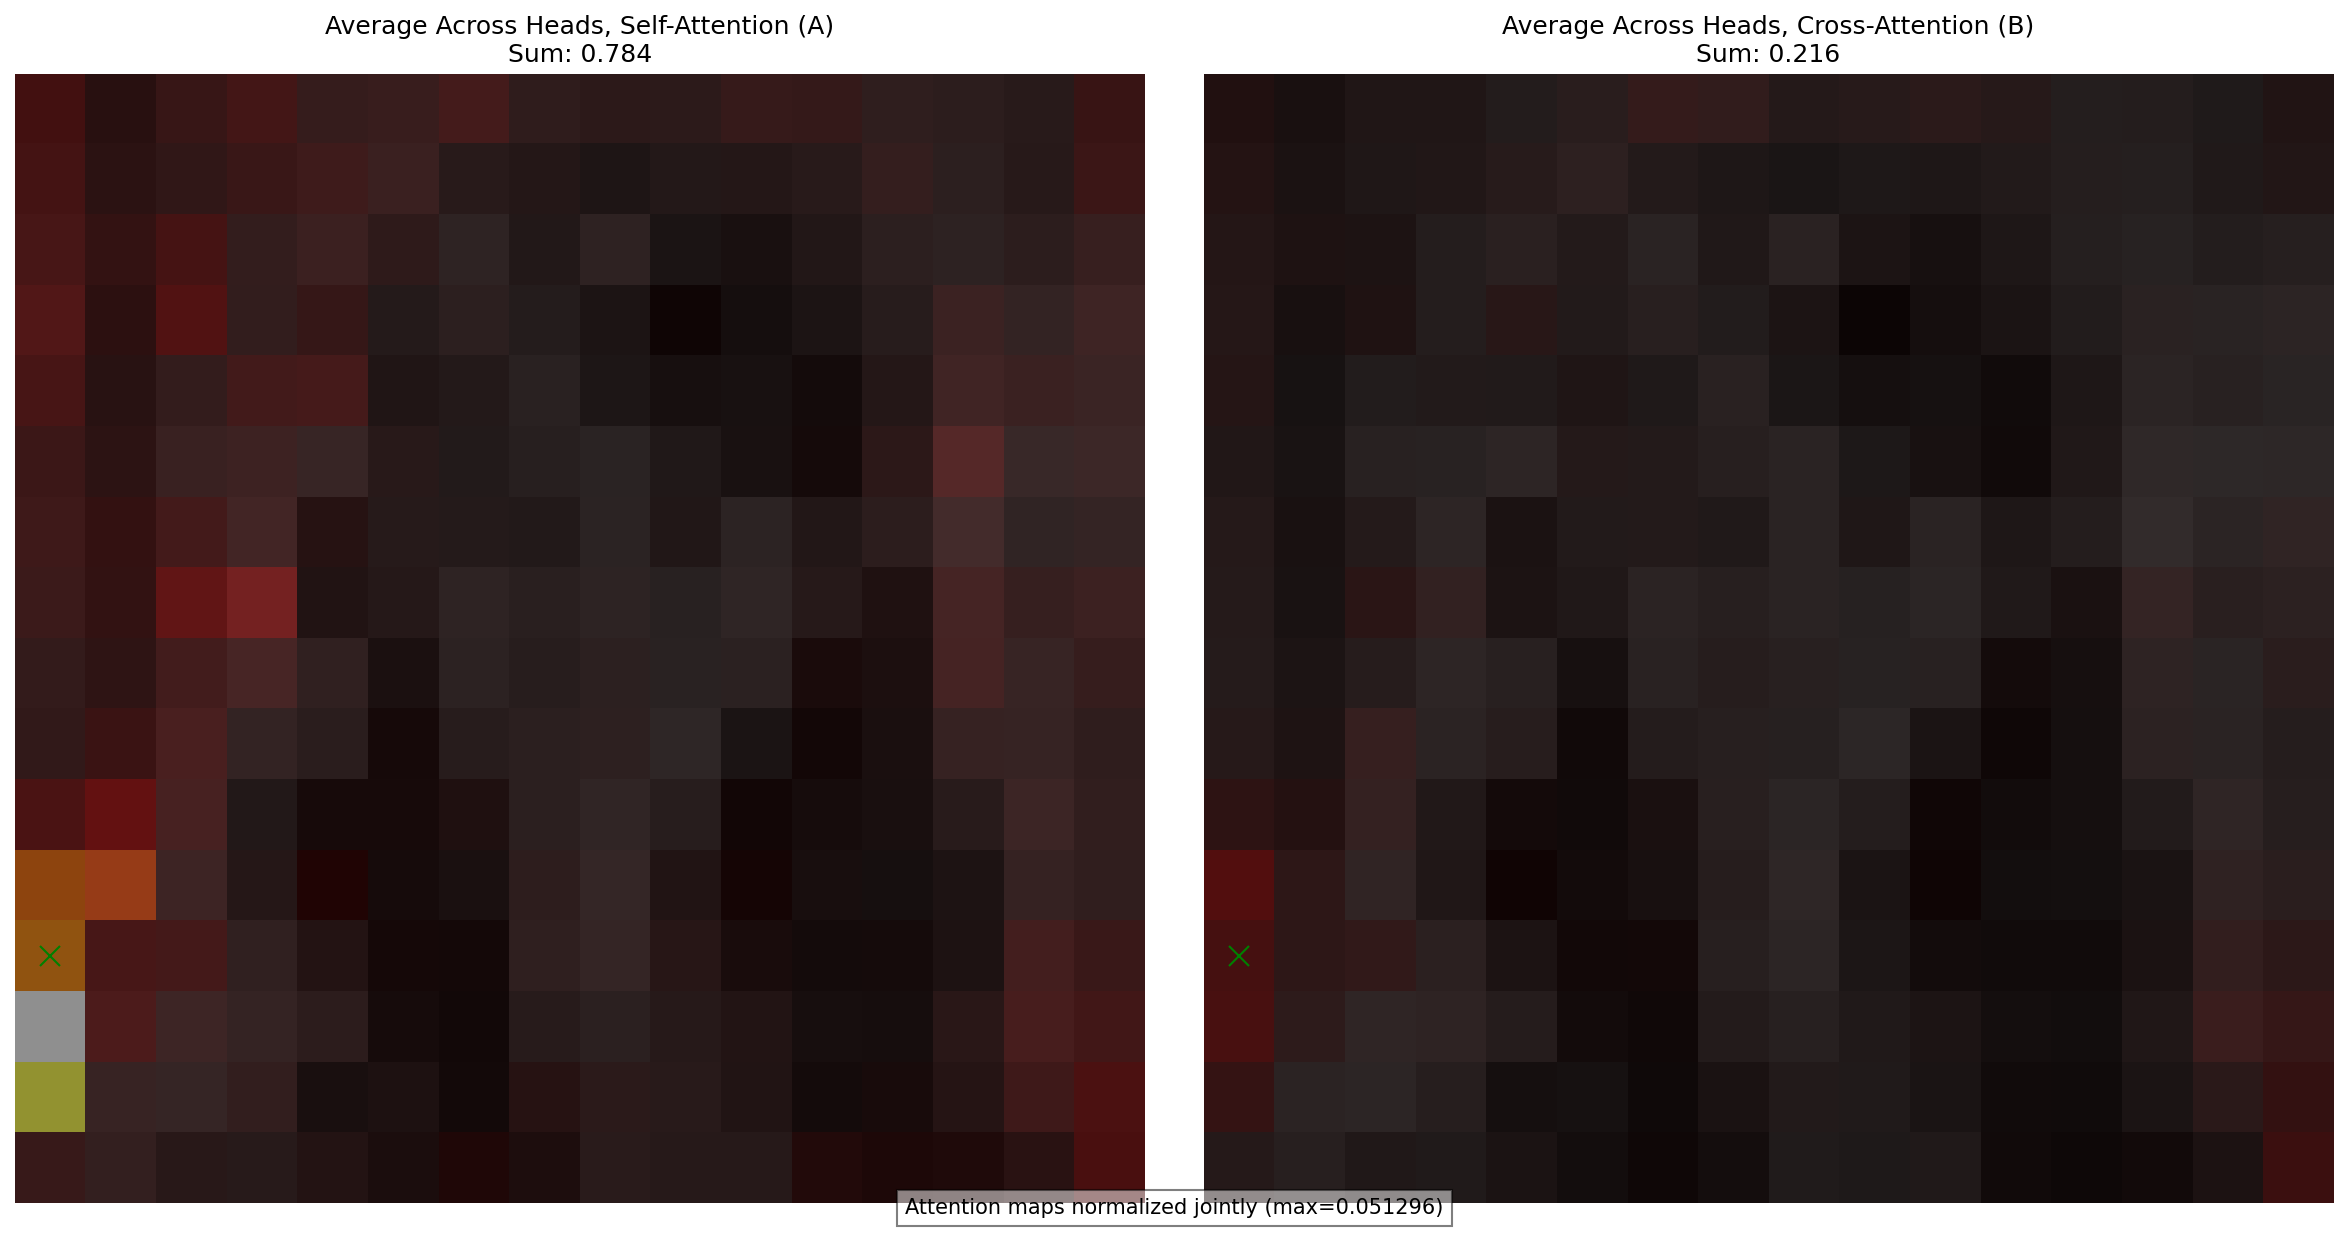 Average Across Heads, Self-Attention (A)
Sum: 0.784
Average Across Heads, Cross-Attention (B)
Sum: 0.216
Attention maps normalized jointly (max=0.051296)